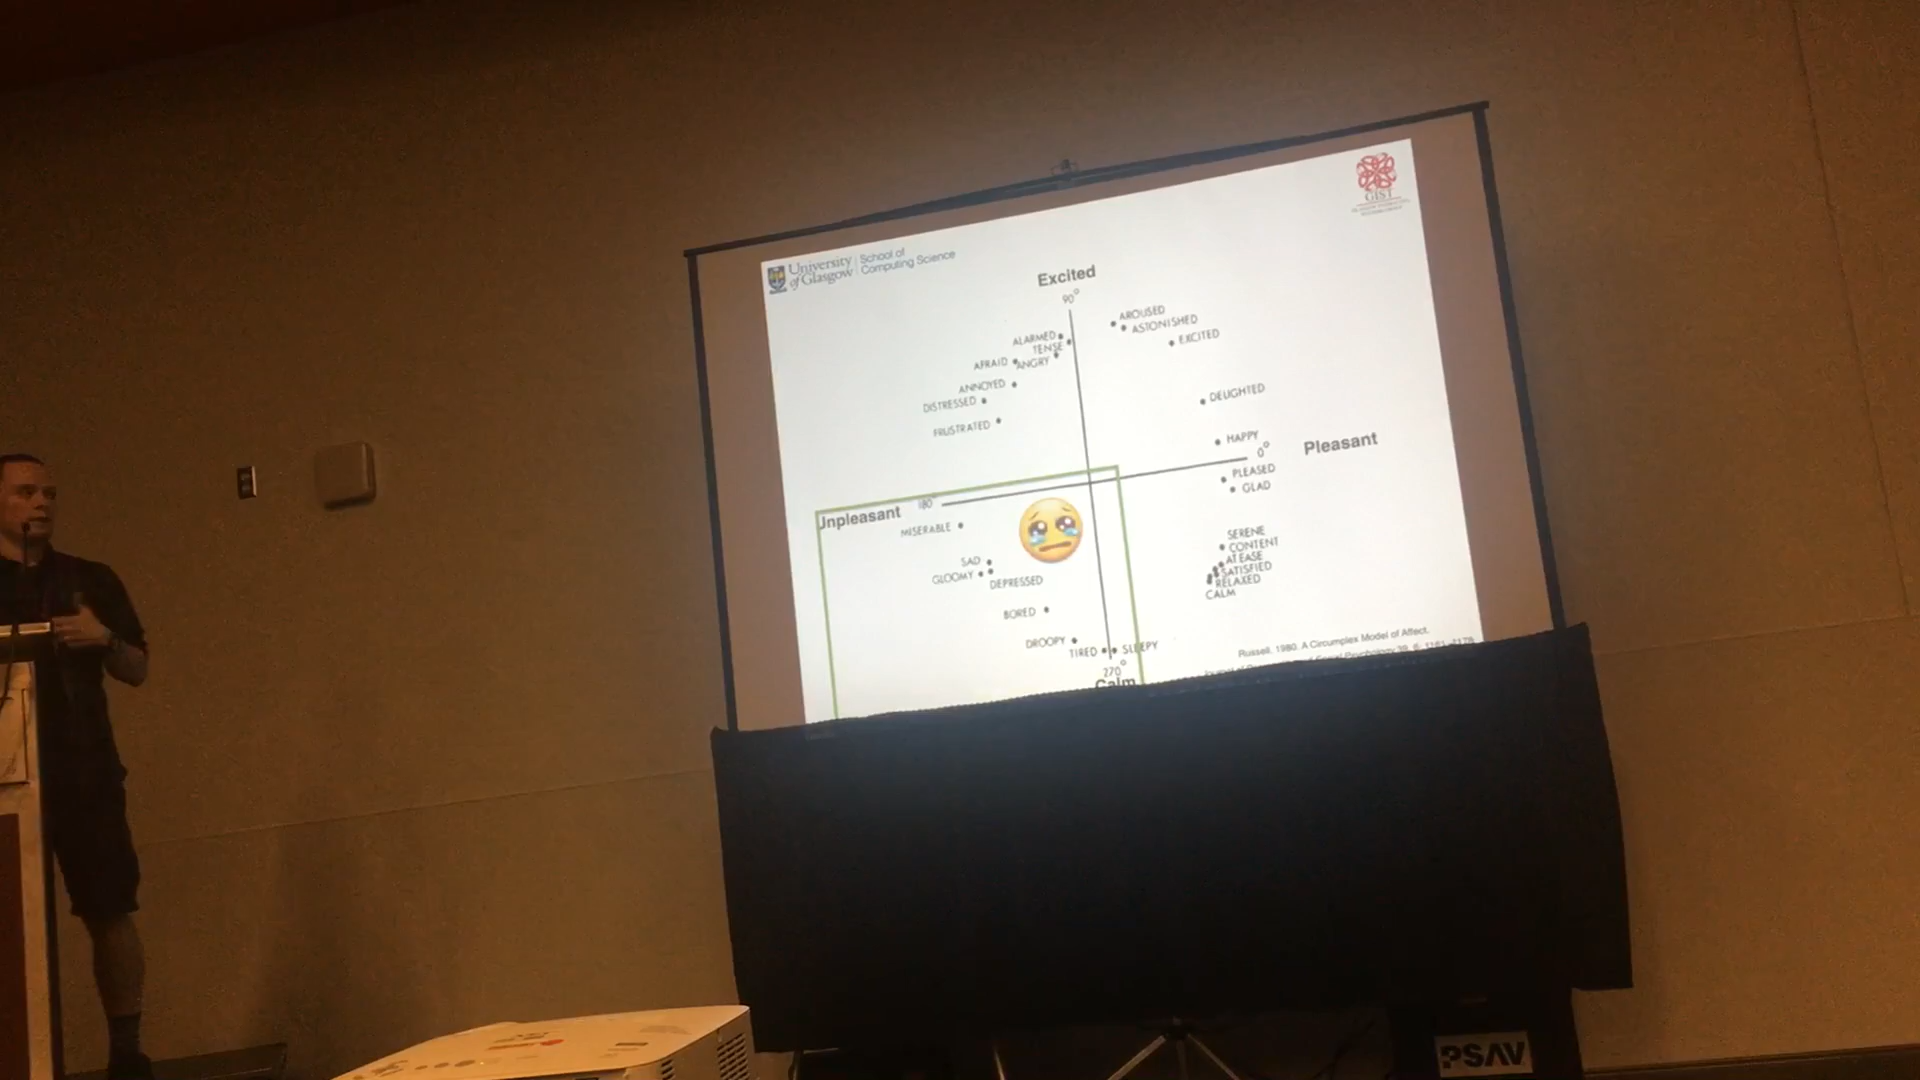 University
of Glasgow
School of
Computing Science
GIST
Excited
90°
AROUSED
ASTONISHED
EXCITED
ALARMED
TENSE
AFRAID
ANGRY
ANNOYED
DISTRESSED
FRUSTRATED
DELIGHTED
HAPPY
0°
Pleasant
PLEASED
GLAD
180°
Unpleasant
MISERABLE
SAD
GLOOMY
DEPRESSED
BORED
DROOPY
TIRED
SLEEPY
270°
Calm
SERENE
CONTENT
AT EASE
SATISFIED
RELAXED
CALM
Russell. 1980. A Circumplex Model of Affect.
PSAV